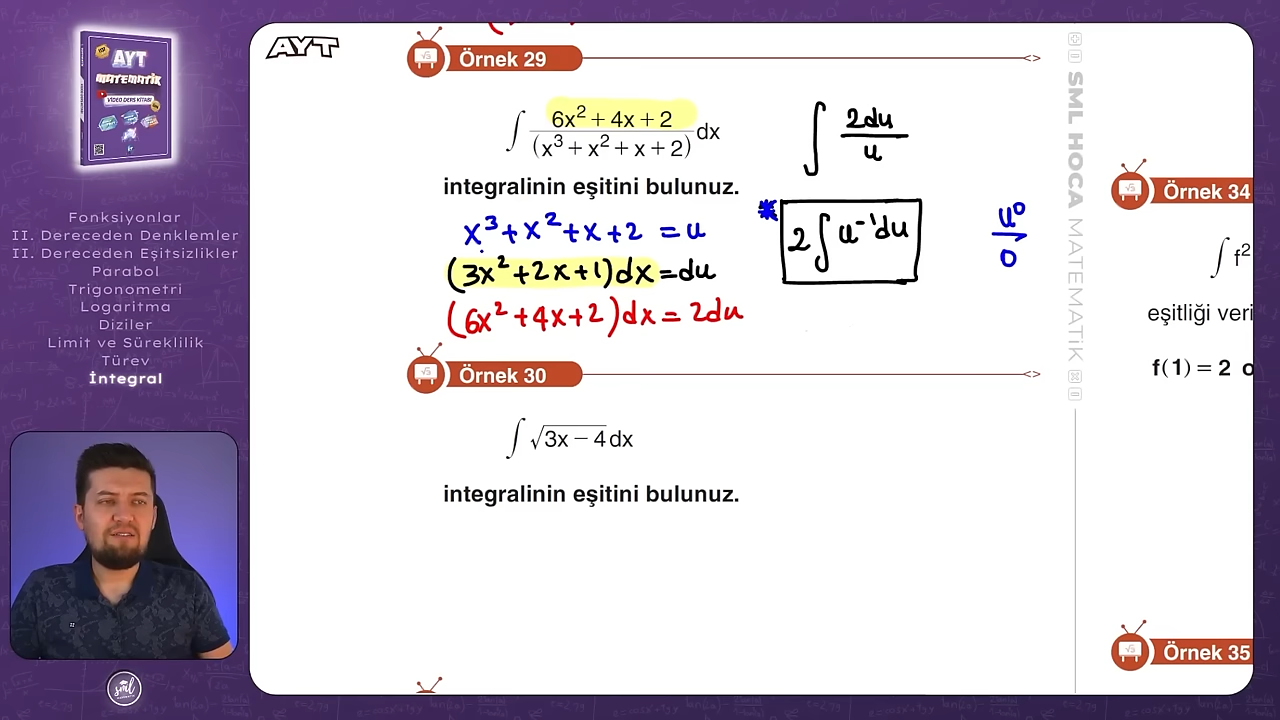 AYT
MATEMATİK
VİDEO DERS KİTABI
Fonksiyonlar
II. Dereceden Denklemler
II. Dereceden Eşitsizlikler
Parabol
Trigonometri
Logaritma
Diziler
Limit ve Süreklilik
Türev
İntegral
sml
AYT
Örnek 29
∫ (6x² + 4x + 2)/(x³ + x² + x + 2) dx
integralinin eşitini bulunuz.
x³ + x² + x + 2 = u
(3x² + 2x + 1)dx = du
(6x² + 4x + 2)dx = 2du
∫ 2du/u
* 2∫u⁻¹du
u⁰/0
Örnek 30
∫ √(3x − 4) dx
integralinin eşitini bulunuz.
SML HOCA MATEMATİK
Örnek 34
∫ f²
eşitliği veri
f(1) = 2 o
Örnek 35